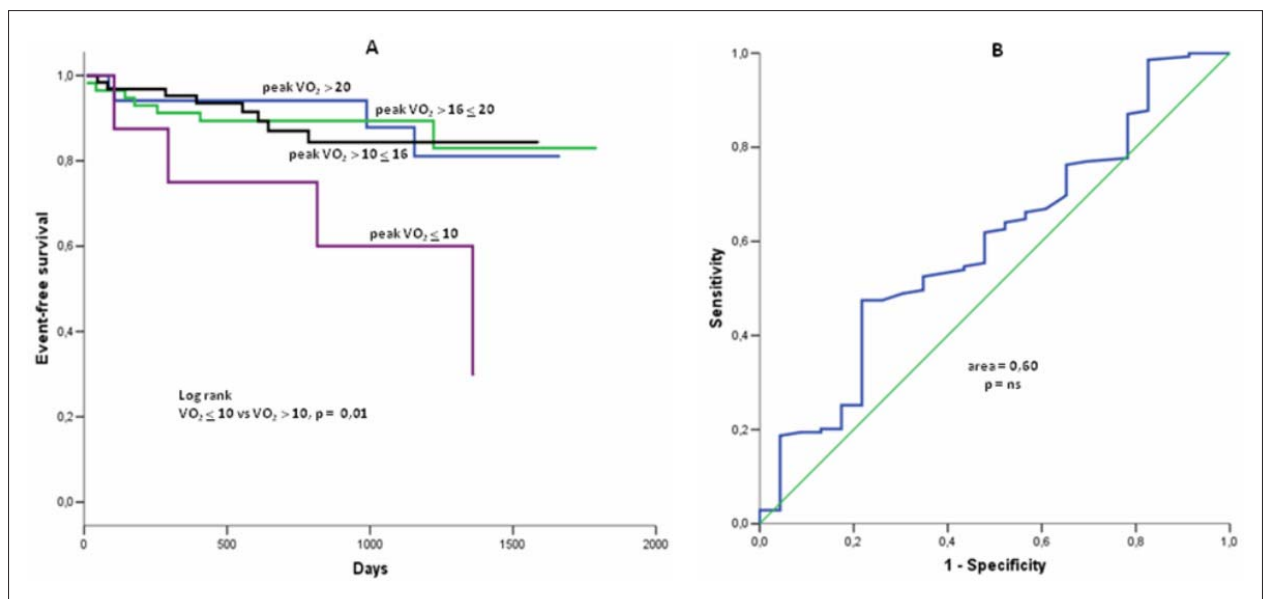 A
1,0
0,8
0,6
0,4
0,2
0,0
Event-free survival
peak VO₂ > 20
peak VO₂ > 16 ≤ 20
peak VO₂ > 10 ≤ 16
peak VO₂ ≤ 10
Log rank
VO₂ ≤ 10 vs VO₂ > 10, p = 0,01
0
500
1000
1500
2000
Days
B
1,0
0,8
0,6
0,4
0,2
0,0
Sensitivity
area = 0,60
p = ns
0,0
0,2
0,4
0,6
0,8
1,0
1 - Specificity